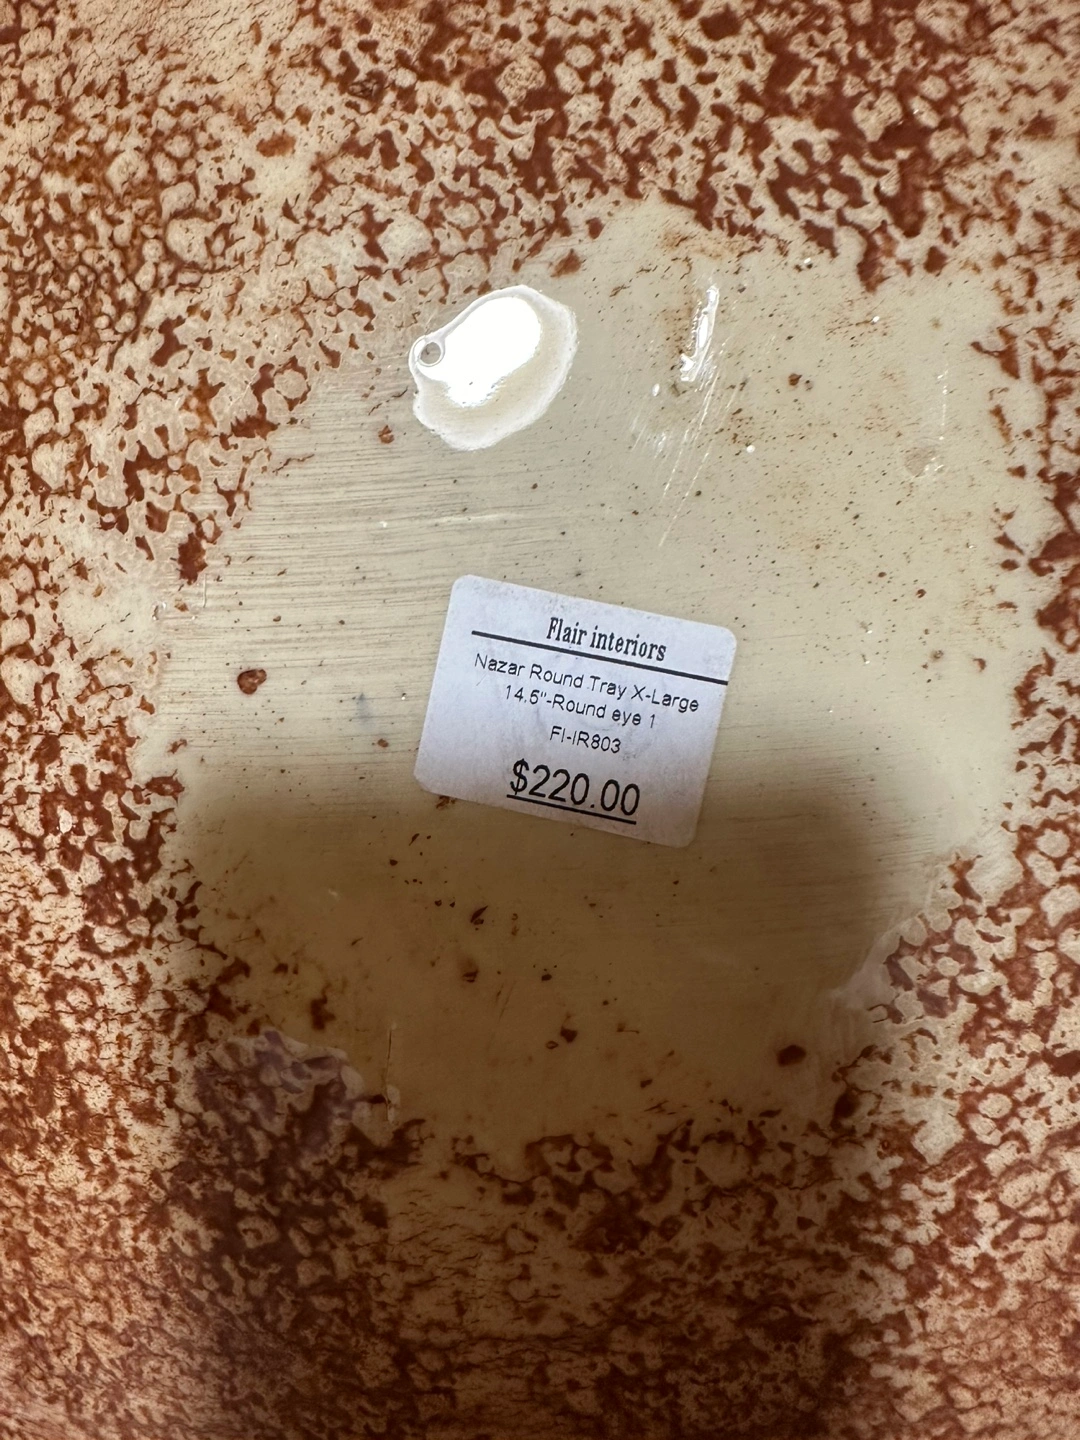 Flair interiors
Nazar Round Tray X-Large
14.5"-Round eye 1
FI-IR803
$220.00